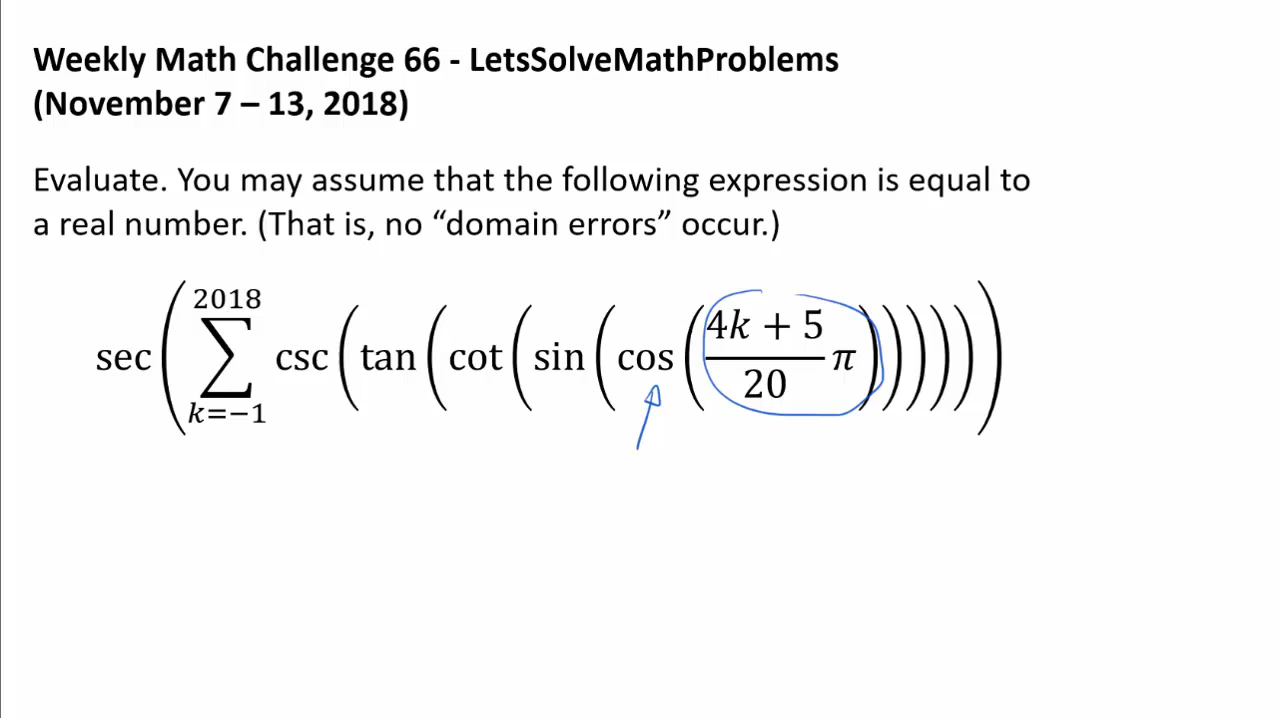 Weekly Math Challenge 66 - LetsSolveMathProblems
(November 7 – 13, 2018)
Evaluate. You may assume that the following expression is equal to
a real number. (That is, no “domain errors” occur.)
sec(∑_{k=-1}^{2018} csc(tan(cot(sin(cos((4k + 5)/20 π))))))